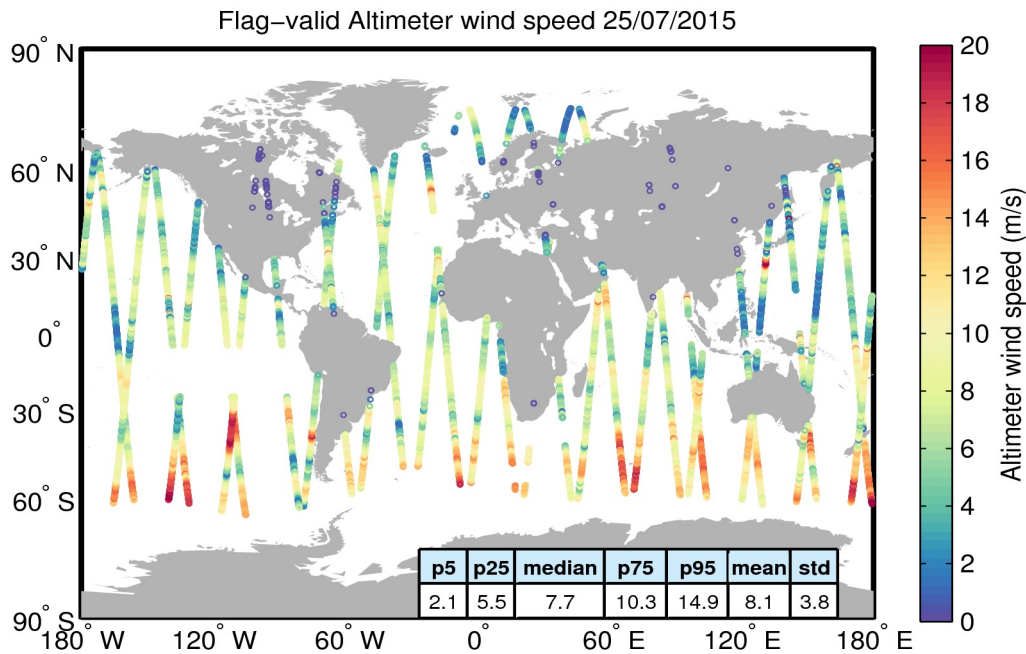 Flag−valid Altimeter wind speed 25/07/2015
90° N
60° N
30° N
0°
30° S
60° S
90° S
180° W
120° W
60° W
0°
60° E
120° E
180° E
p5 p25 median p75 p95 mean std
2.1 5.5 7.7 10.3 14.9 8.1 3.8
20
18
16
14
12
10
8
6
4
2
0
Altimeter wind speed (m/s)